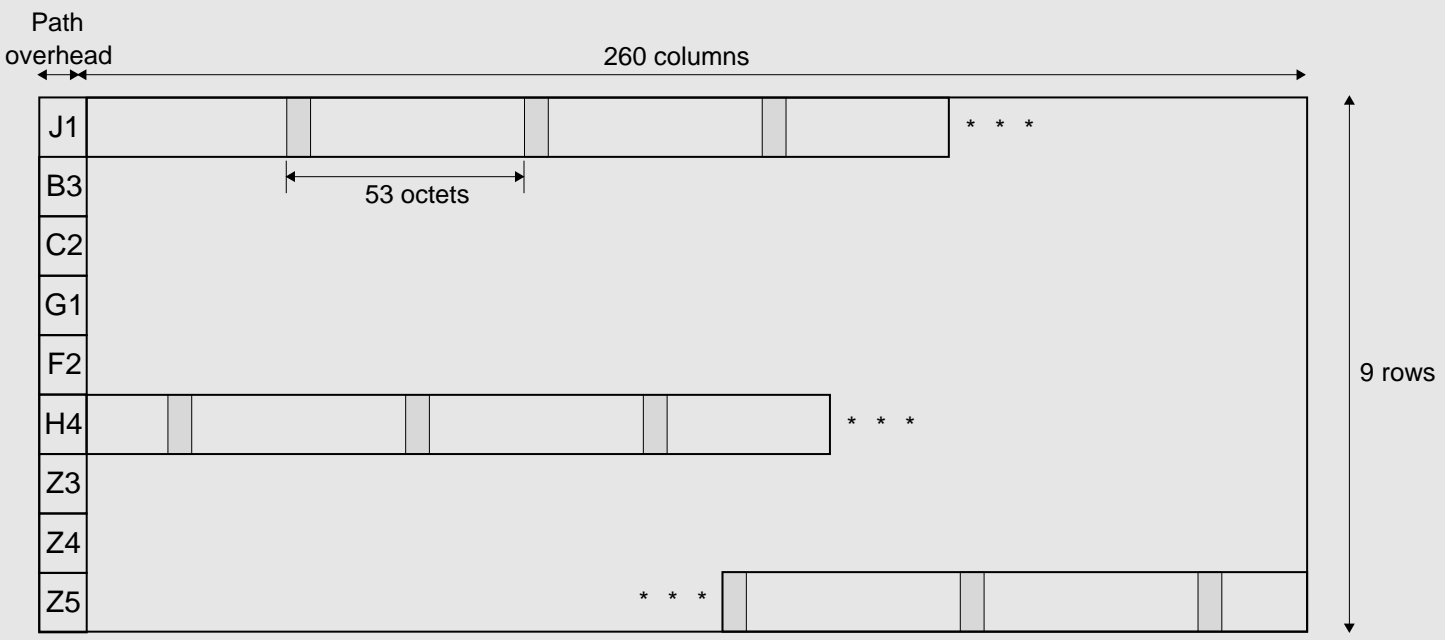 Path
overhead
260 columns
J1
* * *
B3
53 octets
C2
G1
F2
9 rows
H4
* * *
Z3
Z4
Z5
* * *